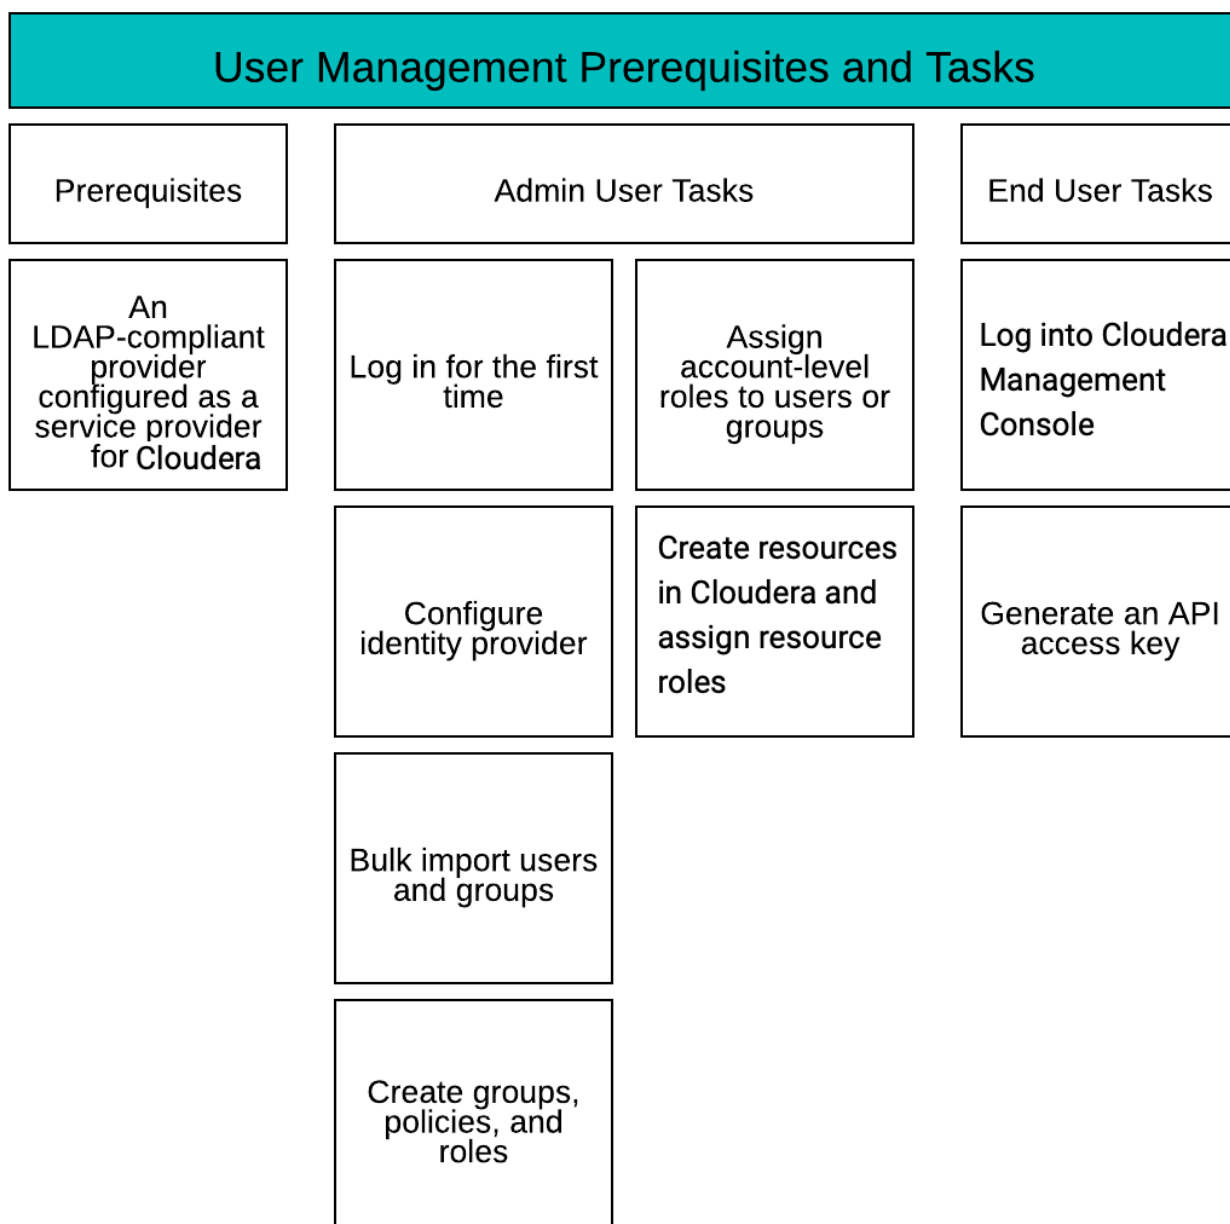 User Management Prerequisites and Tasks
Prerequisites
Admin User Tasks
End User Tasks
An
LDAP-compliant
provider
configured as a
service provider
for Cloudera
Log in for the first
time
Assign
account-level
roles to users or
groups
Log into Cloudera
Management
Console
Configure
identity provider
Create resources
in Cloudera and
assign resource
roles
Generate an API
access key
Bulk import users
and groups
Create groups,
policies, and
roles